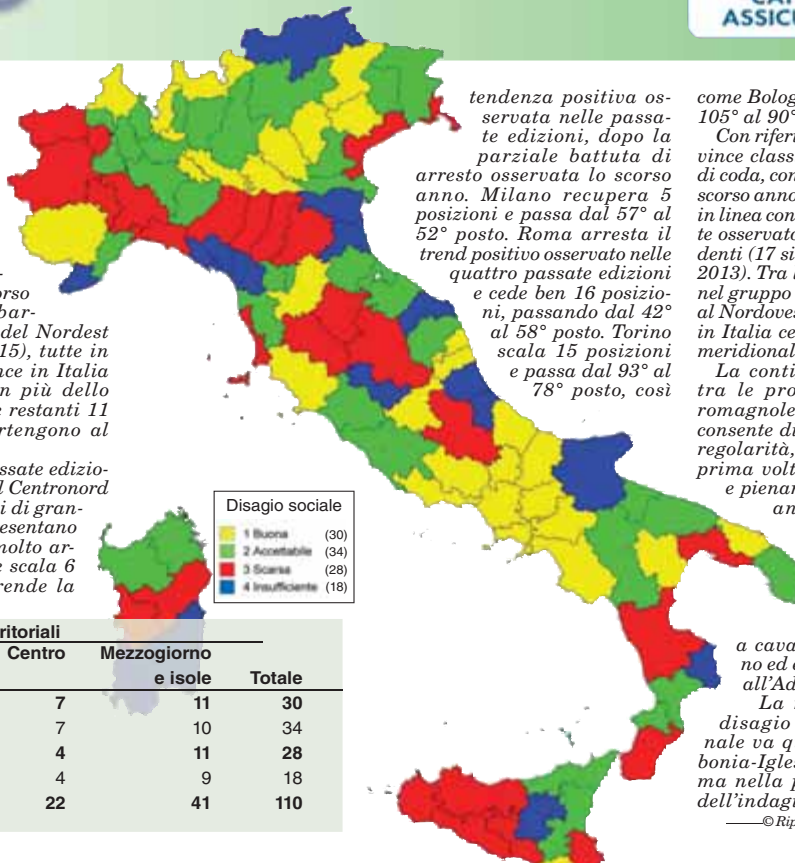 ASSICU
tendenza positiva os-
servata nelle passa-
te edizioni, dopo la
parziale battuta di
arresto osservata lo scorso
anno. Milano recupera 5
posizioni e passa dal 57° al
52° posto. Roma arresta il
trend positivo osservato nelle
quattro passate edizioni
e cede ben 16 posizio-
ni, passando dal 42°
al 58° posto. Torino
scala 15 posizioni
e passa dal 93° al
78° posto, così
come Bolog
105° al 90°
Con riferi
vince class
di coda, con
scorso anno
in linea con
te osservato
denti (17 si
2013). Tra l
nel gruppo
al Nordoves
in Italia ce
meridional
La conti
tra le pro
romagnole
consente di
regolarità,
prima volt
e pienan
an
-
orso
bar-
del Nordest
15), tutte in
nce in Italia
n più dello
e restanti 11
rtengono al
ssate edizio-
l Centronord
i di gran-
esentano
molto ar-
e scala 6
rende la
Disagio sociale
1 Buona (30)
2 Accettabile (34)
3 Scarsa (28)
4 Insufficiente (18)
ritoriali
Centro Mezzogiorno
e isole Totale
7 11 30
7 10 34
4 11 28
4 9 18
22 41 110
a cava
no ed e
all'Ad
La
disagio
nale va q
bonia-Igles
ma nella p
dell'indagi
©Rip